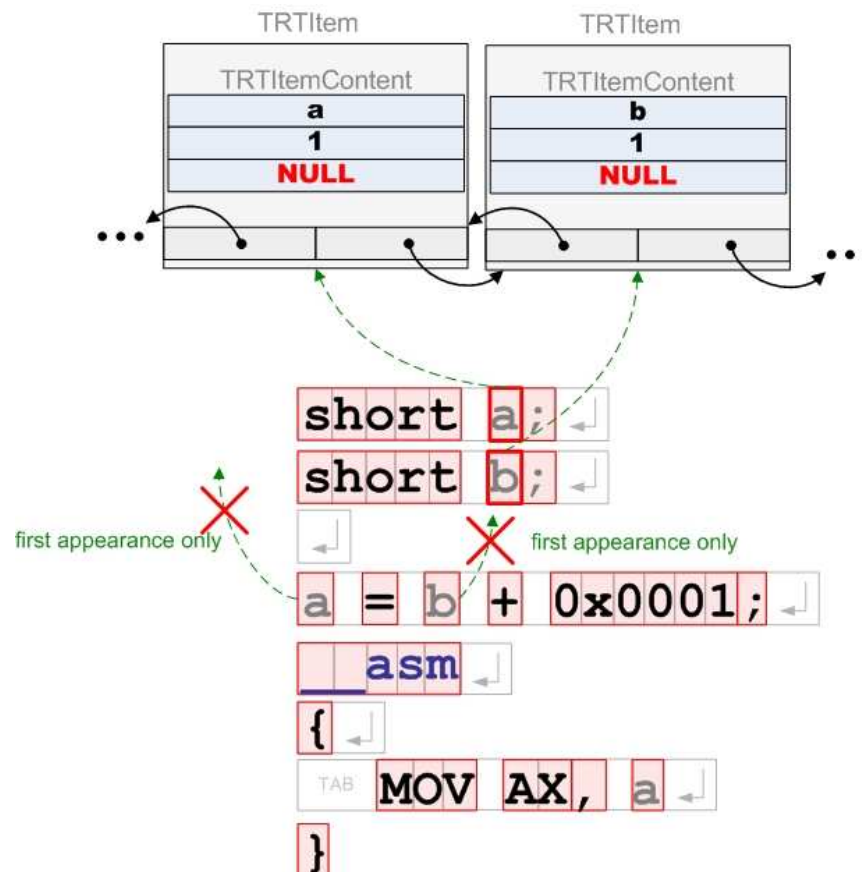 TRTItem TRTItem
TRTItemContent TRTItemContent
a b
1 1
NULL NULL
short a;
short b;
first appearance only first appearance only
a = b + 0x0001;
__asm
{
TAB MOV AX, a
}